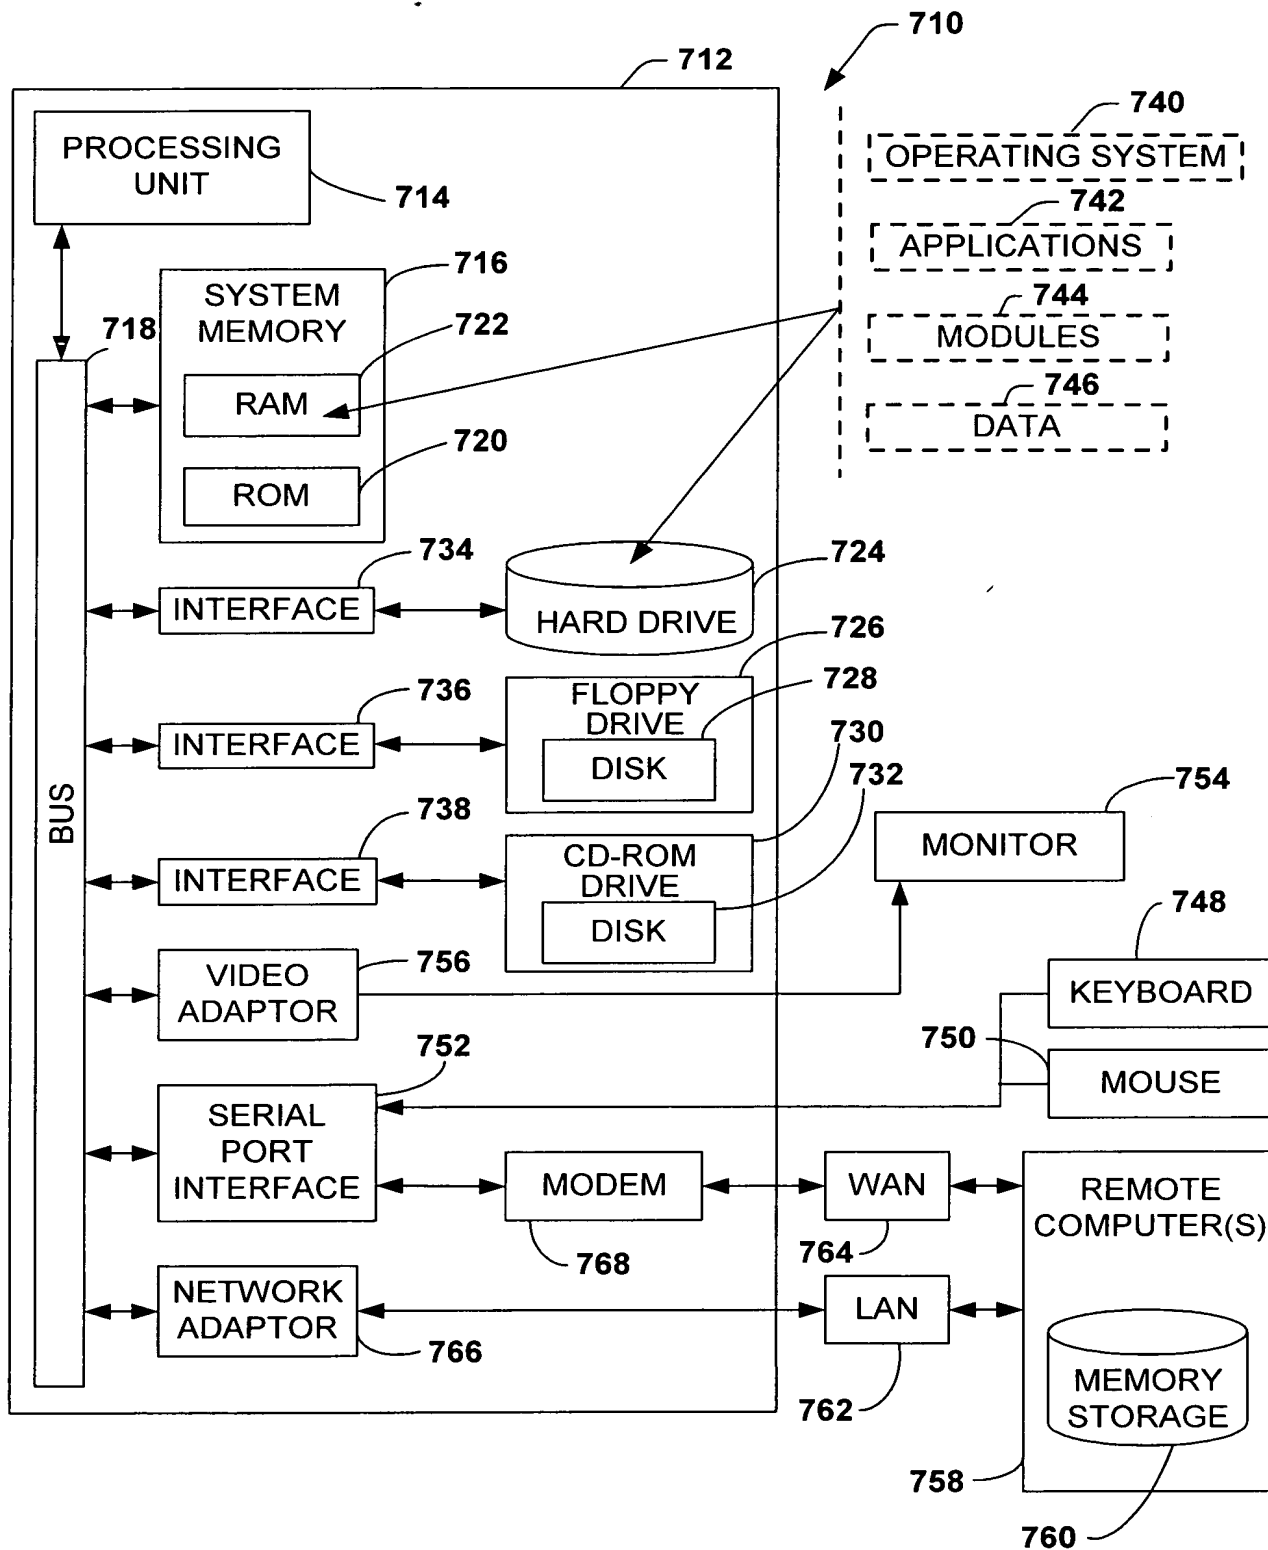 710
712
740
PROCESSING
UNIT
714
OPERATING SYSTEM
742
APPLICATIONS
744
MODULES
746
DATA
716
SYSTEM
MEMORY
722
RAM
720
ROM
718
BUS
734
INTERFACE
724
HARD DRIVE
726
736
INTERFACE
FLOPPY
DRIVE
728
DISK
730
738
INTERFACE
CD-ROM
DRIVE
732
DISK
754
MONITOR
748
KEYBOARD
750
MOUSE
756
VIDEO
ADAPTOR
752
SERIAL
PORT
INTERFACE
MODEM
768
WAN
764
REMOTE
COMPUTER(S)
NETWORK
ADAPTOR
766
LAN
762
MEMORY
STORAGE
758
760